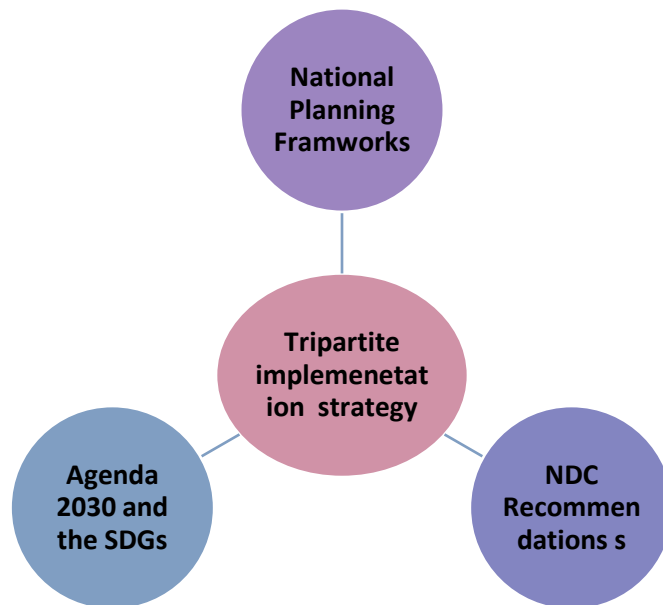 National
Planning
Framworks
Tripartite
implemenetat
ion strategy
Agenda
2030 and
the SDGs
NDC
Recommen
dations s